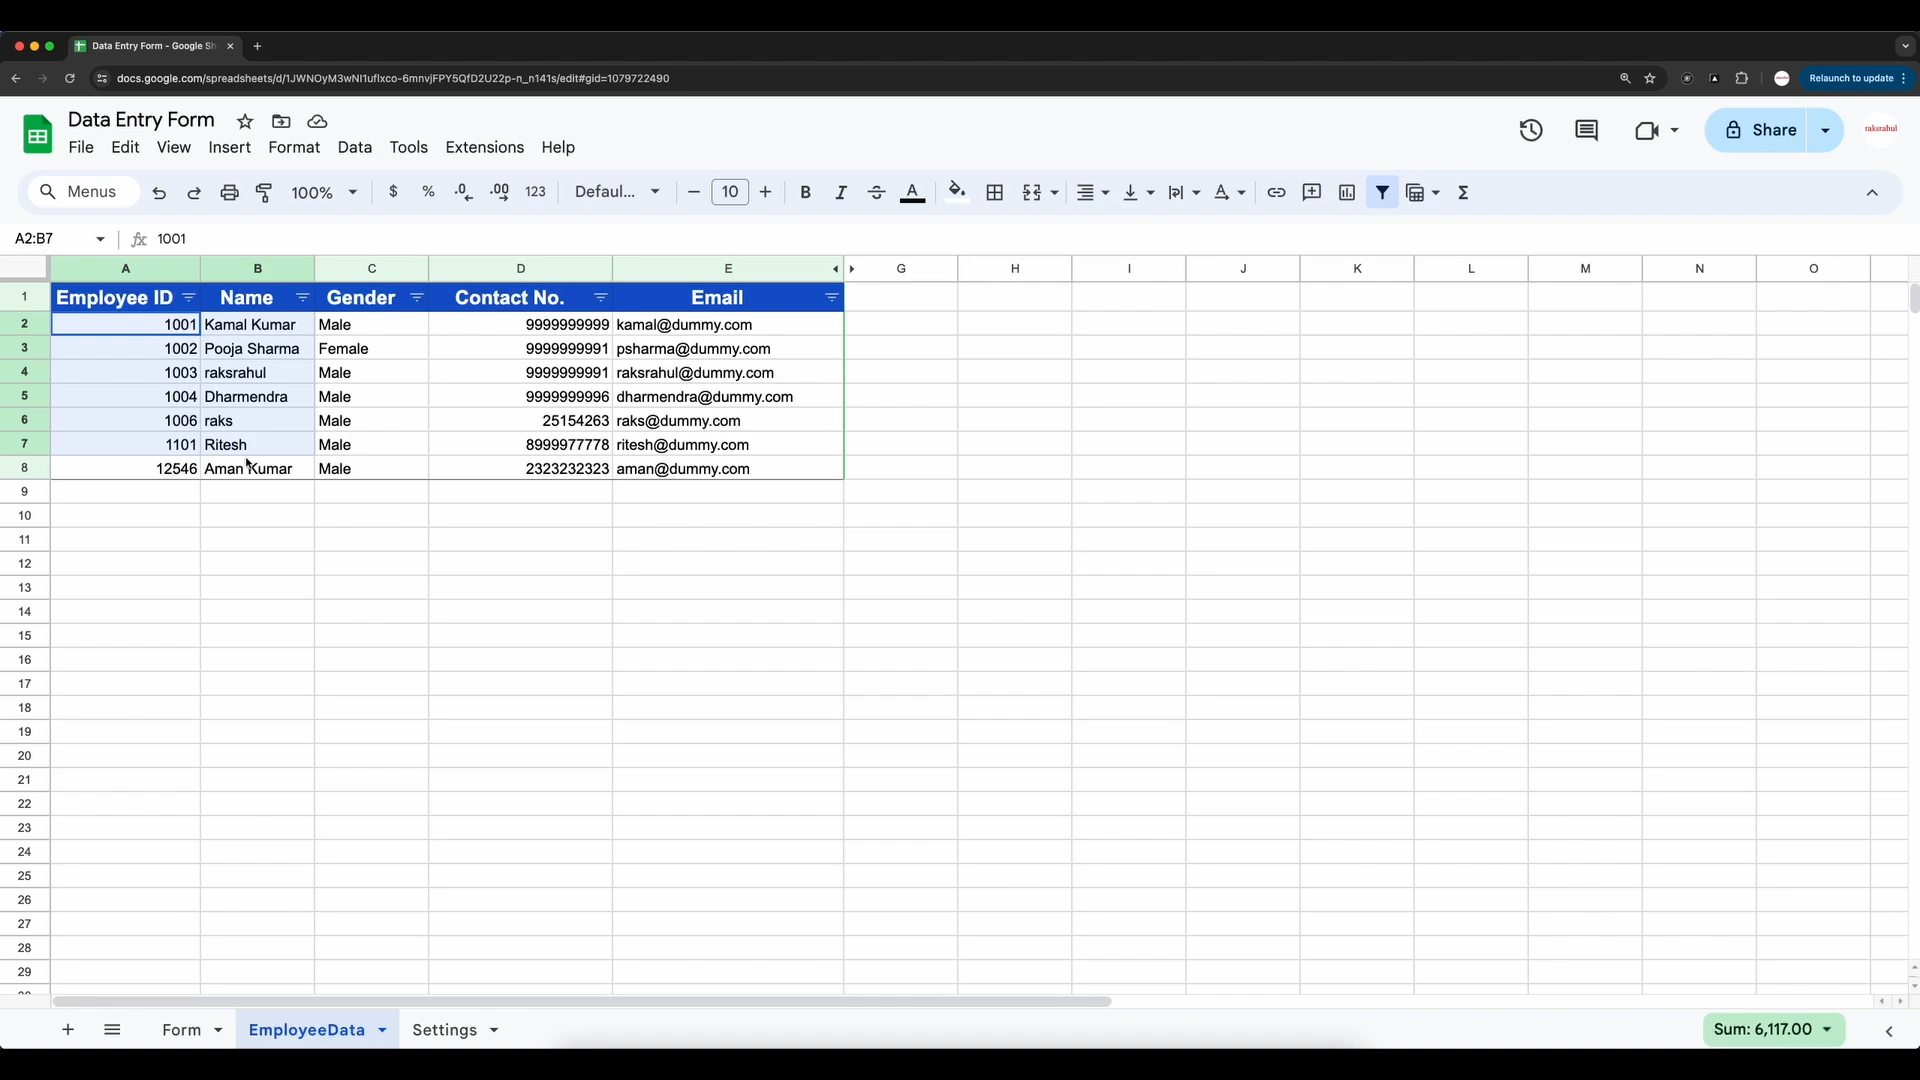 Data Entry Form - Google Sh
docs.google.com/spreadsheets/d/1JWNOyM3wNI1uflxco-6mnvjFPY5QfD2U22p-n_n141s/edit#gid=1079722490
Relaunch to update
Data Entry Form
File Edit View Insert Format Data Tools Extensions Help
Share
raksrahul
Menus 100% $ % .0 .00 123 Defaul... 10 B I S A
A2:B7 fx 1001
A B C D E G H I J K L M N O
1 Employee ID Name Gender Contact No. Email
2 1001 Kamal Kumar Male 9999999999 kamal@dummy.com
3 1002 Pooja Sharma Female 9999999991 psharma@dummy.com
4 1003 raksrahul Male 9999999991 raksrahul@dummy.com
5 1004 Dharmendra Male 9999999996 dharmendra@dummy.com
6 1006 raks Male 25154263 raks@dummy.com
7 1101 Ritesh Male 8999977778 ritesh@dummy.com
8 12546 Aman Kumar Male 2323232323 aman@dummy.com
9
10
11
12
13
14
15
16
17
18
19
20
21
22
23
24
25
26
27
28
29
Form EmployeeData Settings Sum: 6,117.00